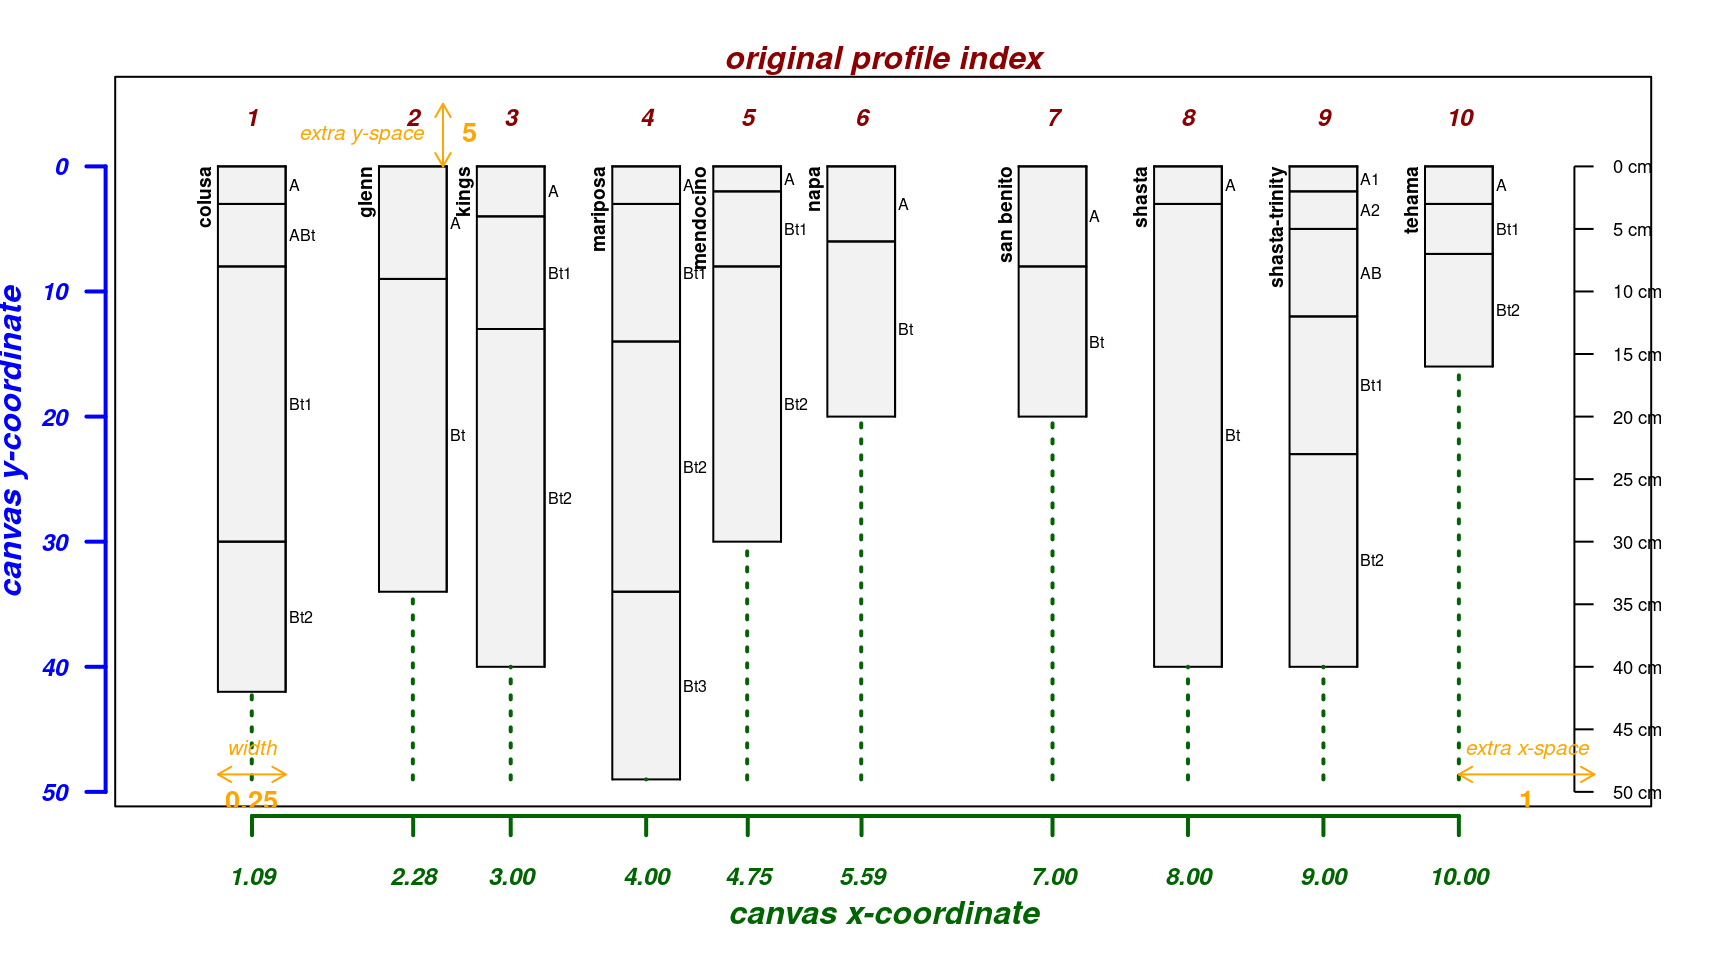 original profile index
1 2 3 4 5 6 7 8 9 10
extra y-space 5
canvas y-coordinate
0
10
20
30
40
50
colusa
A
ABt
Bt1
Bt2
glenn
A
Bt
kings
A
Bt1
Bt2
mariposa
A
Bt1
Bt2
Bt3
mendocino
A
Bt1
Bt2
napa
A
Bt
san benito
A
Bt
shasta
A
Bt
shasta-trinity
A1
A2
AB
Bt1
Bt2
tehama
A
Bt1
Bt2
0 cm
5 cm
10 cm
15 cm
20 cm
25 cm
30 cm
35 cm
40 cm
45 cm
50 cm
width
0.25
extra x-space
1
1.09 2.28 3.00 4.00 4.75 5.59 7.00 8.00 9.00 10.00
canvas x-coordinate